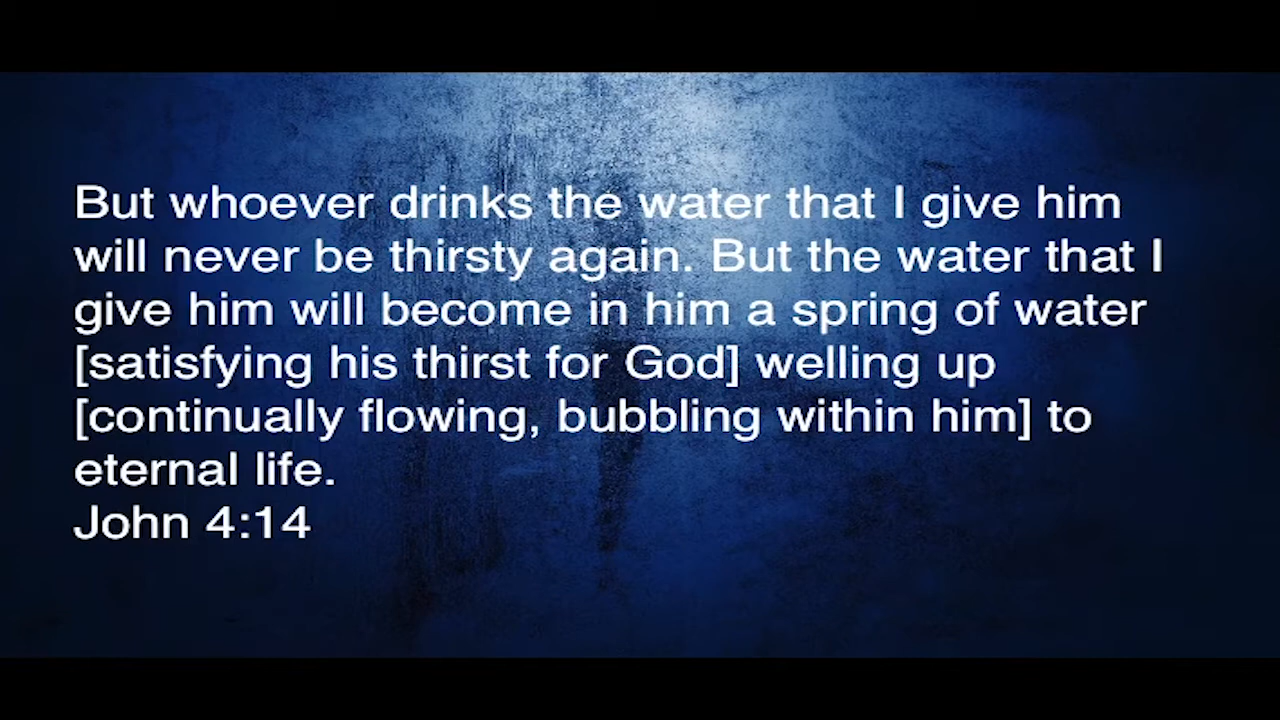 But whoever drinks the water that I give him
will never be thirsty again. But the water that I
give him will become in him a spring of water
[satisfying his thirst for God] welling up
[continually flowing, bubbling within him] to
eternal life.
John 4:14